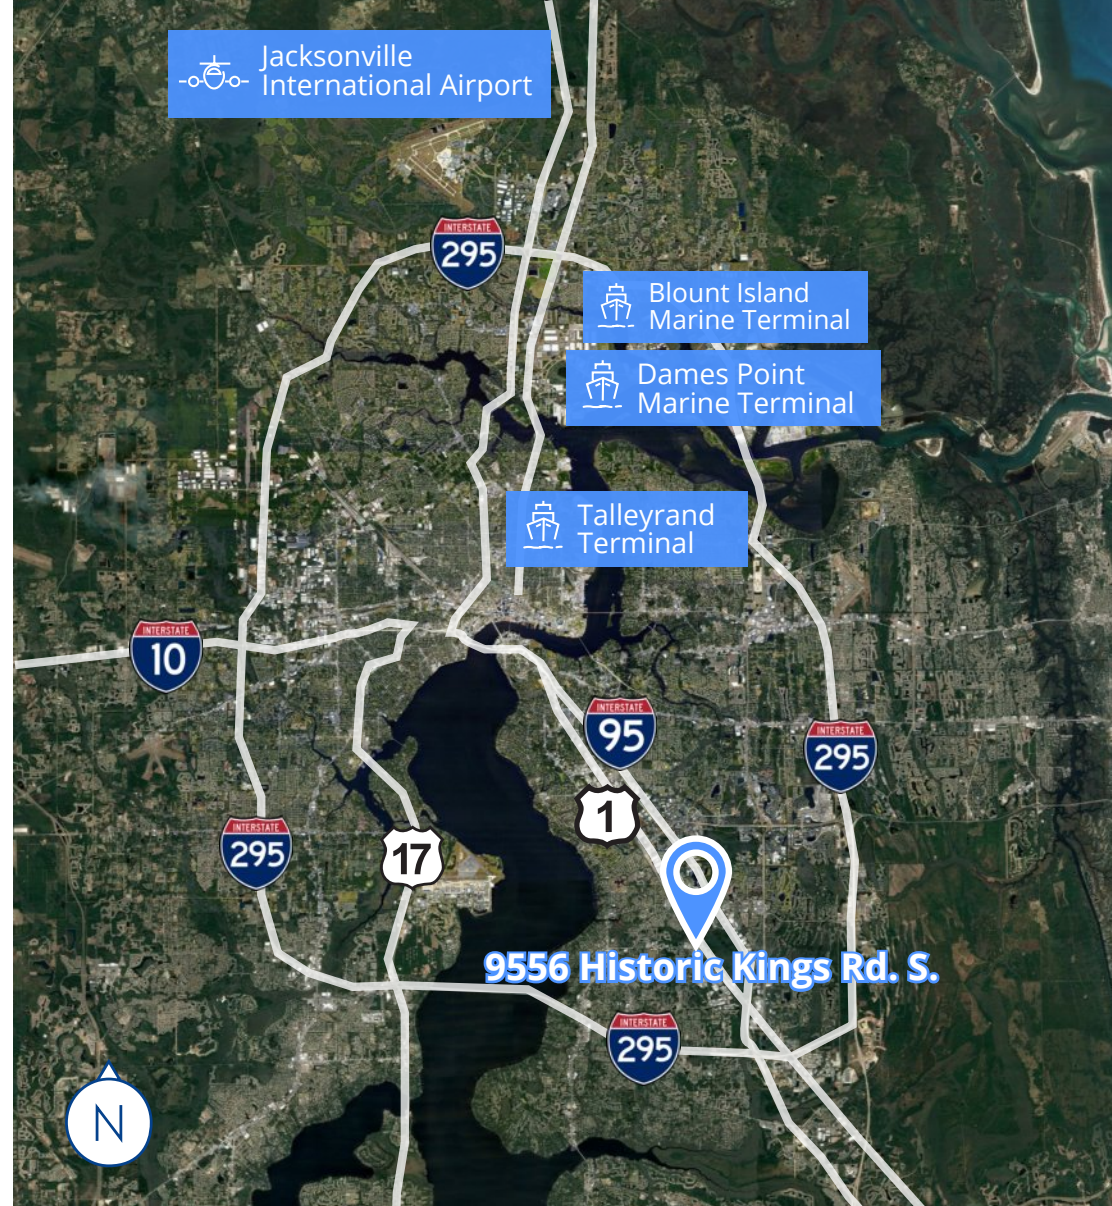 Jacksonville
International Airport
INTERSTATE
295
Blount Island
Marine Terminal
Dames Point
Marine Terminal
Talleyrand
Terminal
INTERSTATE
10
INTERSTATE
95
INTERSTATE
295
1
INTERSTATE
295
17
9556 Historic Kings Rd. S.
INTERSTATE
295
N